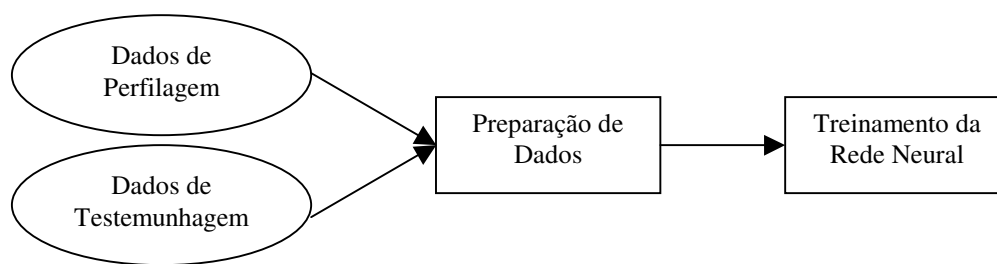 Dados de
Perfilagem
Dados de
Testemunhagem
Preparação de
Dados
Treinamento da
Rede Neural